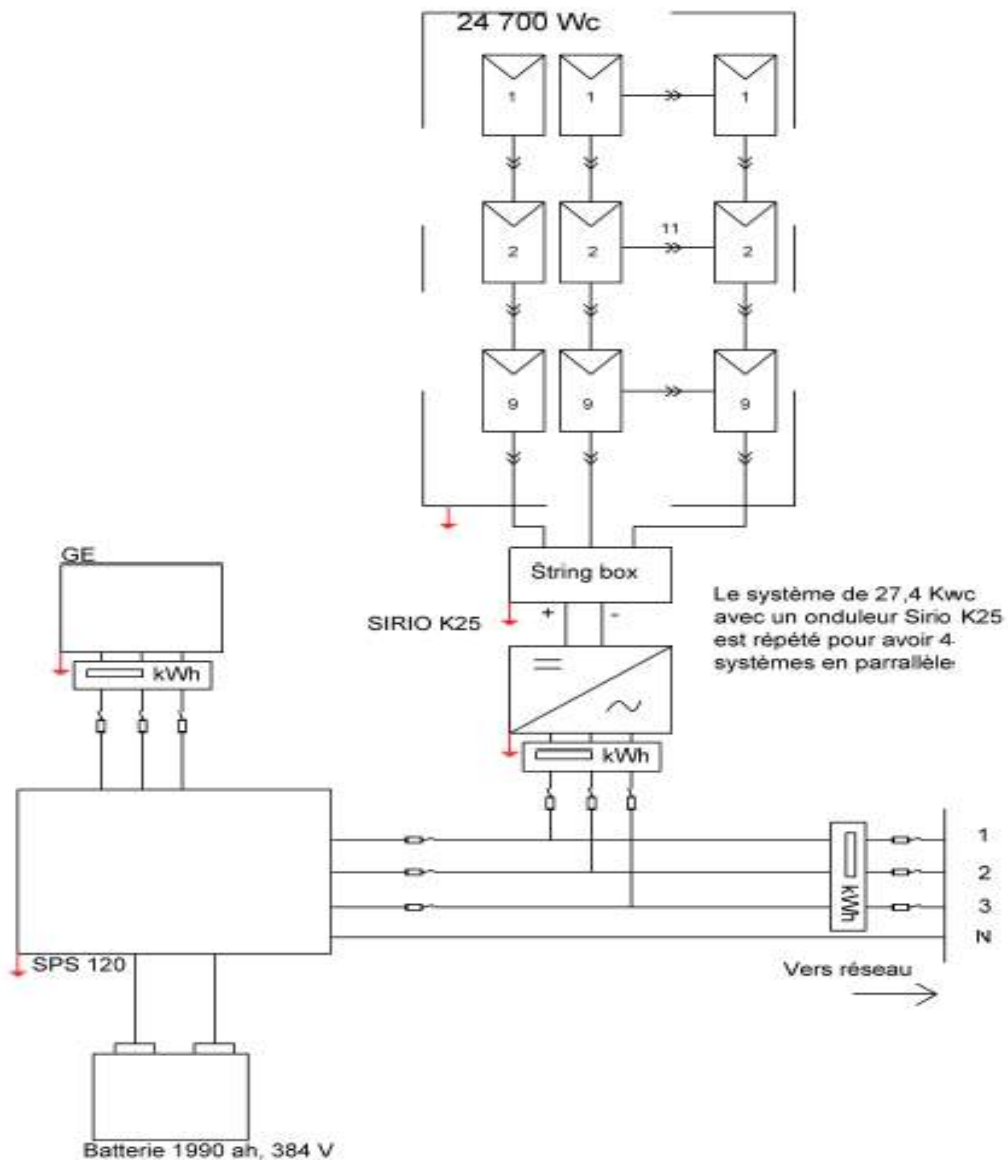 24 700 Wc
1
1
1
2
2
11
2
9
9
9
GE
String box
SIRIO K25
+
-
Le système de 27,4 Kwc
avec un onduleur Sirio K25
est répété pour avoir 4
systèmes en parrallèle
kWh
kWh
kWh
1
2
3
N
SPS 120
Vers réseau
Batterie 1990 ah, 384 V